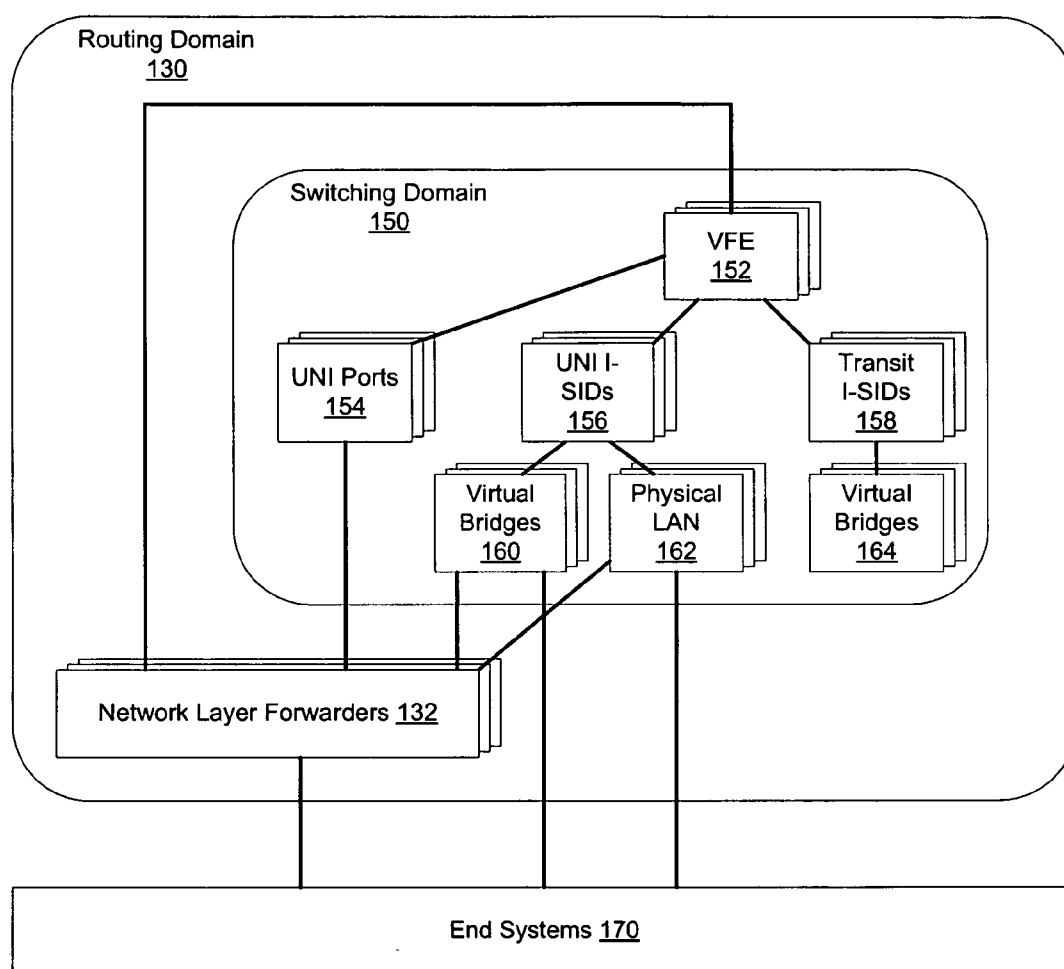 Routing Domain
130
Switching Domain
150
VFE
152
UNI Ports
154
UNI I-
SIDs
156
Transit
I-SIDs
158
Virtual
Bridges
160
Physical
LAN
162
Virtual
Bridges
164
Network Layer Forwarders 132
End Systems 170